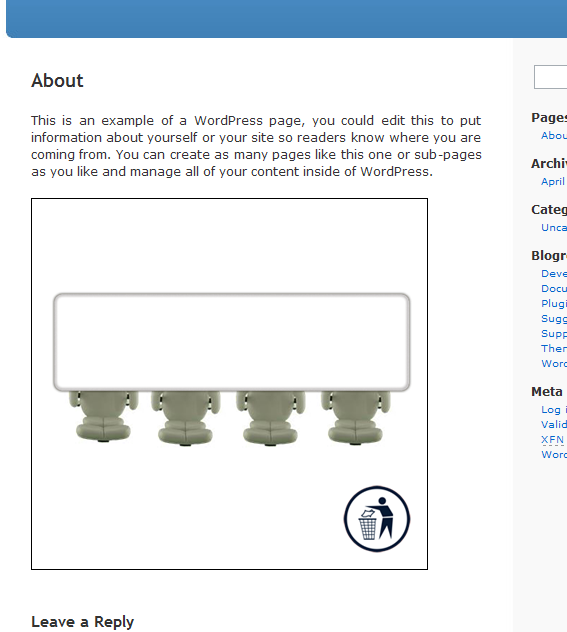 About
This is an example of a WordPress page, you could edit this to put
information about yourself or your site so readers know where you are
coming from. You can create as many pages like this one or sub-pages
as you like and manage all of your content inside of WordPress.
Leave a Reply
Pages
Abou
Archiv
April
Categ
Unca
Blogr
Deve
Docu
Plugi
Sugg
Supp
Ther
Word
Meta
Log i
Valid
XFN
Word